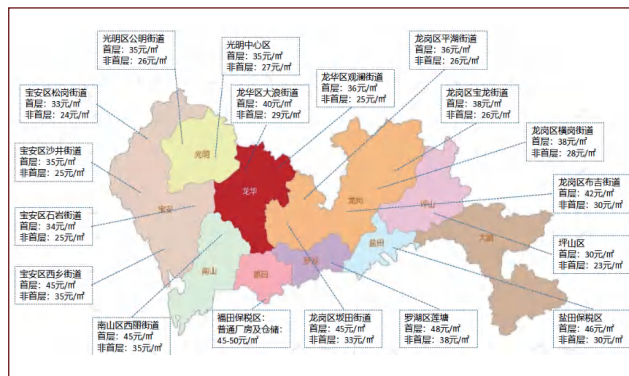 光明区公明街道
首层：35元/㎡
非首层：26元/㎡
光明中心区
首层：35元/㎡
非首层：27元/㎡
龙岗区平湖街道
首层：36元/㎡
非首层：26元/㎡
宝安区松岗街道
首层：33元/㎡
非首层：24元/㎡
龙华区大浪街道
首层：40元/㎡
非首层：29元/㎡
龙华区观澜街道
首层：36元/㎡
非首层：25元/㎡
龙岗区宝龙街道
首层：38元/㎡
非首层：26元/㎡
宝安区沙井街道
首层：35元/㎡
非首层：25元/㎡
龙岗区横岗街道
首层：38元/㎡
非首层：28元/㎡
宝安区石岩街道
首层：34元/㎡
非首层：25元/㎡
龙岗区布吉街道
首层：42元/㎡
非首层：30元/㎡
宝安区西乡街道
首层：45元/㎡
非首层：35元/㎡
坪山区
首层：30元/㎡
非首层：23元/㎡
南山区西丽街道
首层：45元/㎡
非首层：35元/㎡
福田保税区：
普通厂房及仓储：
45-50元/㎡
龙岗区坂田街道
首层：45元/㎡
非首层：33元/㎡
罗湖区莲塘
首层：48元/㎡
非首层：38元/㎡
盐田保税区
首层：46元/㎡
非首层：30元/㎡
光明
龙华
宝安
龙岗
坪山
南山
福田
罗湖
盐田
大鹏